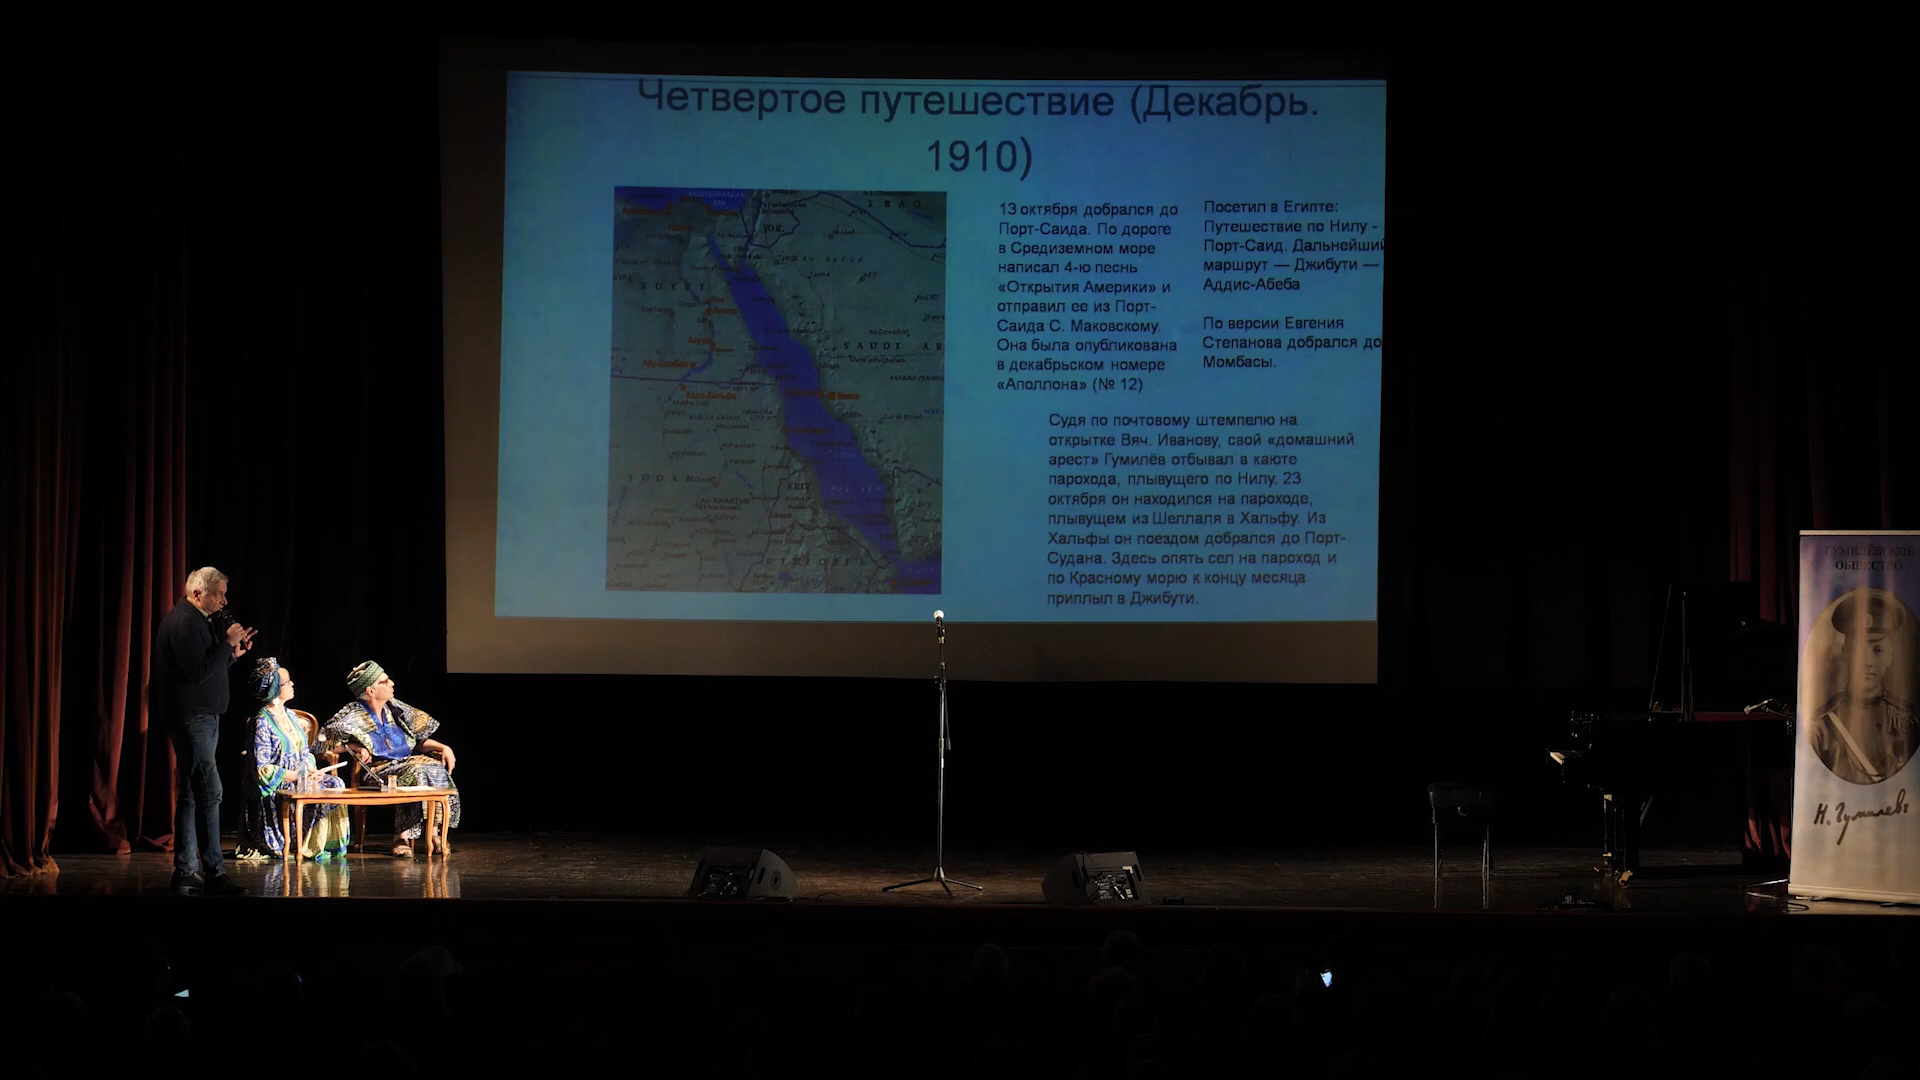 Четвертое путешествие (Декабрь.
1910)
13 октября добрался до
Порт-Саида. По дороге
в Средиземном море
написал 4-ю песнь
«Открытия Америки» и
отправил ее из Порт-
Саида С. Маковскому.
Она была опубликована
в декабрьском номере
«Аполлона» (№ 12)
Посетил в Египте:
Путешествие по Нилу -
Порт-Саид. Дальнейший
маршрут — Джибути —
Аддис-Абеба
По версии Евгения
Степанова добрался до
Момбасы.
Судя по почтовому штемпелю на
открытке Вяч. Иванову, свой «домашний
арест» Гумилёв отбывал в каюте
парохода, плывущего по Нилу. 23
октября он находился на пароходе,
плывущем из Шеллаля в Хальфу. Из
Хальфы он поездом добрался до Порт-
Судана. Здесь опять сел на пароход и
по Красному морю к концу месяца
приплыл в Джибути.
IRAQ
JOR.
EGYPT
SAUDI AR
SUDAN
ETHIOPIA
ГУМИЛЁВСКОЕ
ОБЩЕСТВО
Н. Гумилевъ